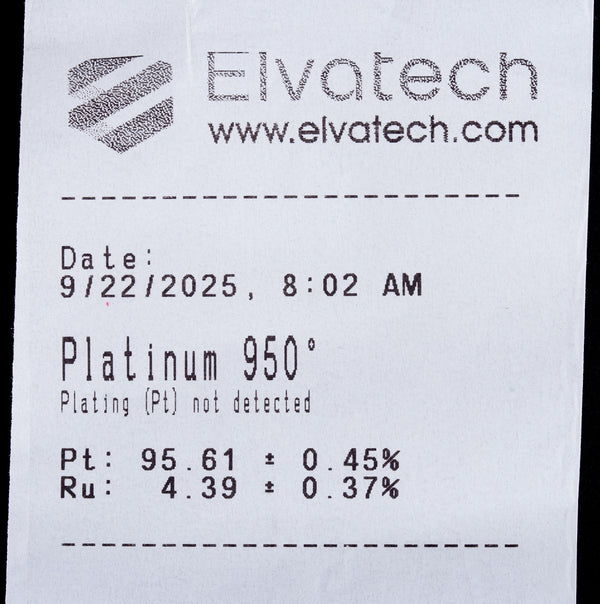 Elvatech
www.elvatech.com
-----------------------------
Date:
9/22/2025, 8:02 AM
Platinum 950°
Plating (Pt) not detected
Pt: 95.61 ± 0.45%
Ru: 4.39 ± 0.37%
-----------------------------